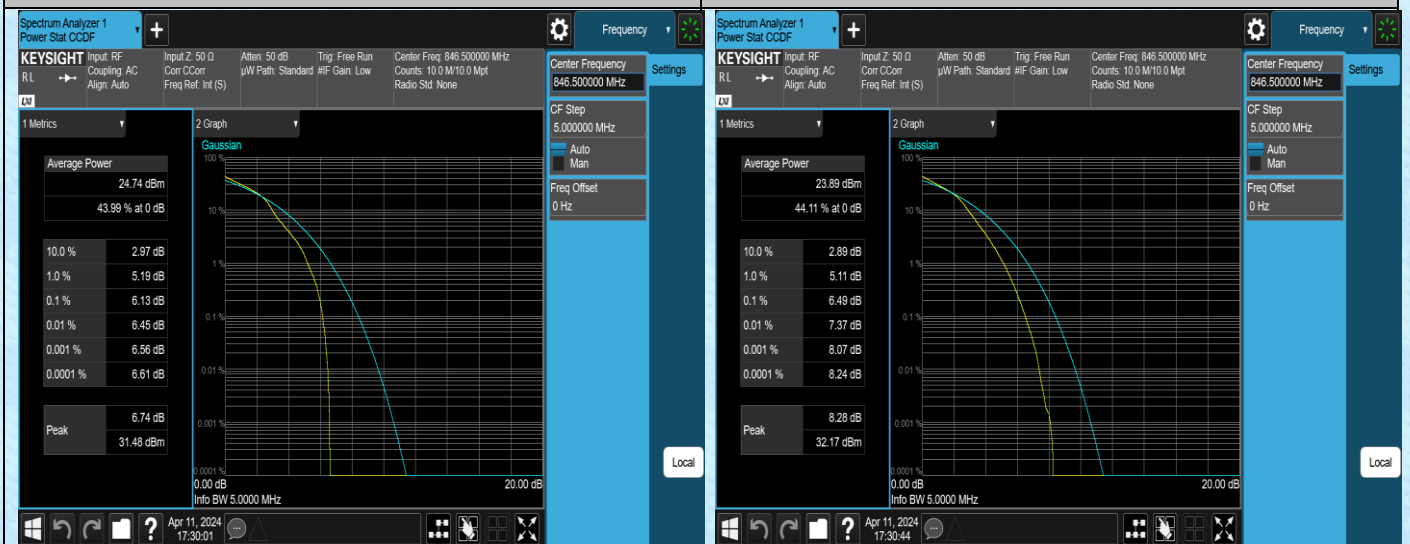 Spectrum Analyzer 1
Power Stat CCDF
Frequency
KEYSIGHT
R L
LXI
Input: RF
Coupling: AC
Align: Auto
Input Z: 50 Ω
Corr CCorr
Freq Ref: Int (S)
Atten: 50 dB
µW Path: Standard
Trig: Free Run
#IF Gain: Low
Center Freq: 846.500000 MHz
Counts: 10.0 M/10.0 Mpt
Radio Std: None
Center Frequency
846.500000 MHz
Settings
CF Step
5.000000 MHz
Auto
Man
Freq Offset
0 Hz
1 Metrics
Average Power
24.74 dBm
43.99 % at 0 dB
10.0 % 2.97 dB
1.0 % 5.19 dB
0.1 % 6.13 dB
0.01 % 6.45 dB
0.001 % 6.56 dB
0.0001 % 6.61 dB
Peak
6.74 dB
31.48 dBm
2 Graph
Gaussian
100 %
10 %
1 %
0.1 %
0.01 %
0.001 %
0.0001 %
0.00 dB 20.00 dB
Info BW 5.0000 MHz
Local
?
Apr 11, 2024
17:30:01
Spectrum Analyzer 1
Power Stat CCDF
Frequency
KEYSIGHT
R L
LXI
Input: RF
Coupling: AC
Align: Auto
Input Z: 50 Ω
Corr CCorr
Freq Ref: Int (S)
Atten: 50 dB
µW Path: Standard
Trig: Free Run
#IF Gain: Low
Center Freq: 846.500000 MHz
Counts: 10.0 M/10.0 Mpt
Radio Std: None
Center Frequency
846.500000 MHz
Settings
CF Step
5.000000 MHz
Auto
Man
Freq Offset
0 Hz
1 Metrics
Average Power
23.89 dBm
44.11 % at 0 dB
10.0 % 2.89 dB
1.0 % 5.11 dB
0.1 % 6.49 dB
0.01 % 7.37 dB
0.001 % 8.07 dB
0.0001 % 8.24 dB
Peak
8.28 dB
32.17 dBm
2 Graph
Gaussian
100 %
10 %
1 %
0.1 %
0.01 %
0.001 %
0.0001 %
0.00 dB 20.00 dB
Info BW 5.0000 MHz
Local
?
Apr 11, 2024
17:30:44